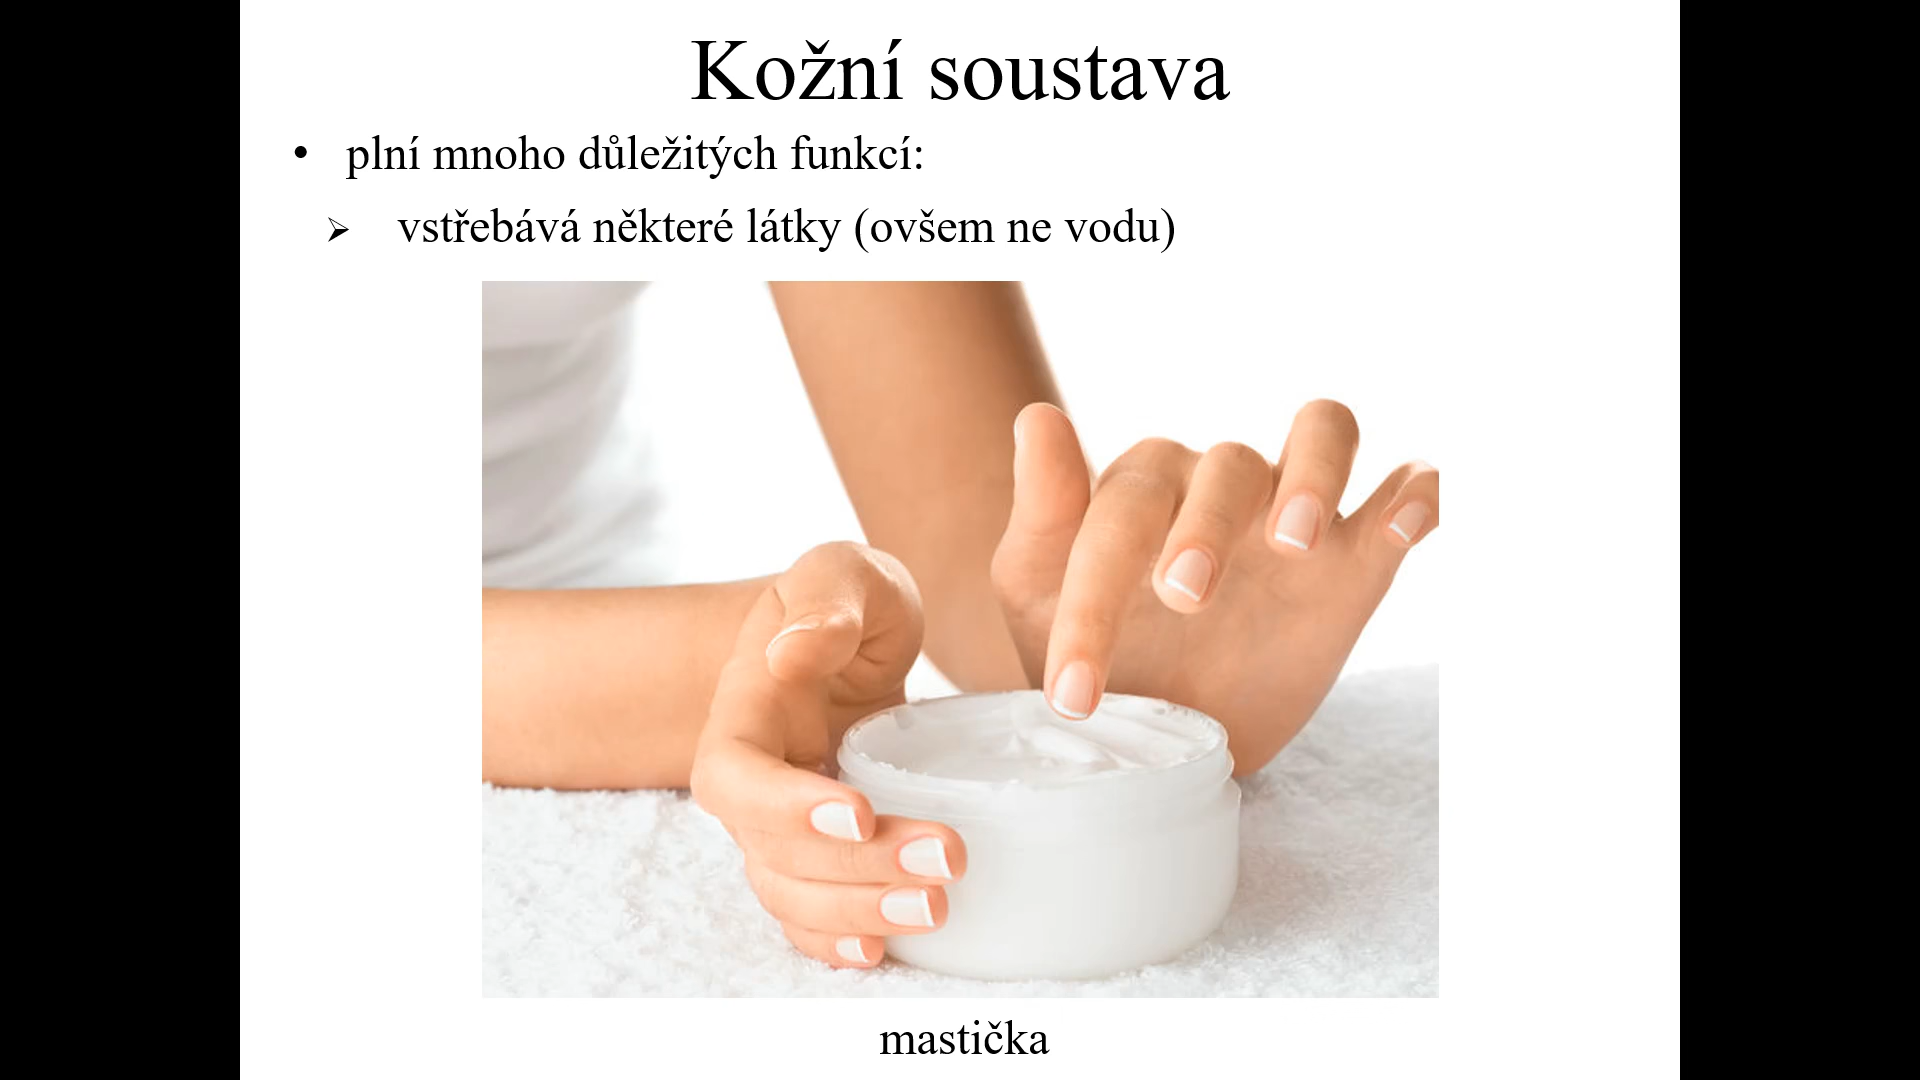 Kožní soustava
• plní mnoho důležitých funkcí:
➢ vstřebává některé látky (ovšem ne vodu)
mastička